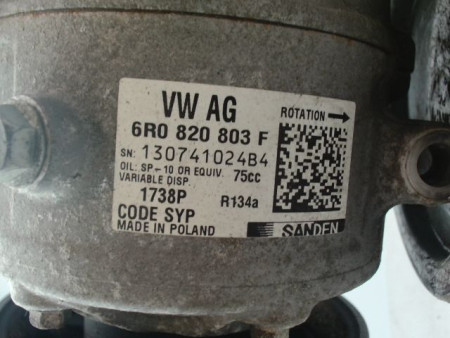 VW AG
ROTATION
6R0 820 803 F
SN: 130741024B4
OIL: SP-10 OR EQUIV. 75cc
VARIABLE DISP.
1738P R134a
CODE SYP
MADE IN POLAND
SANDEN